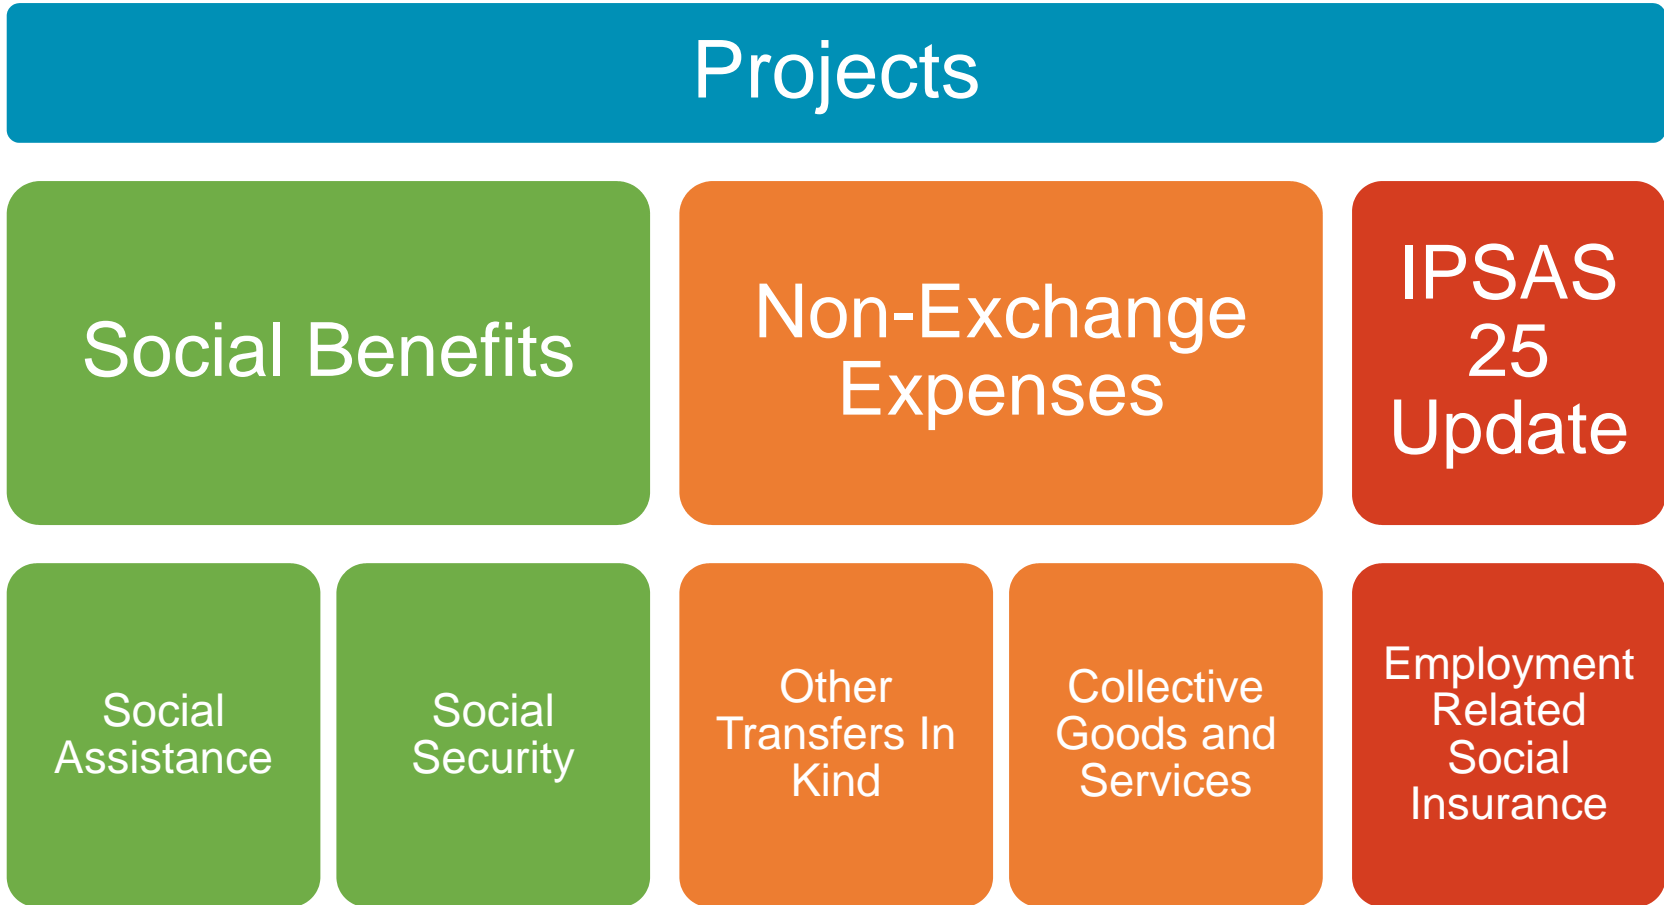 Projects
Social Benefits
Non-Exchange
Expenses
IPSAS
25
Update
Social
Assistance
Social
Security
Other
Transfers In
Kind
Collective
Goods and
Services
Employment
Related
Social
Insurance